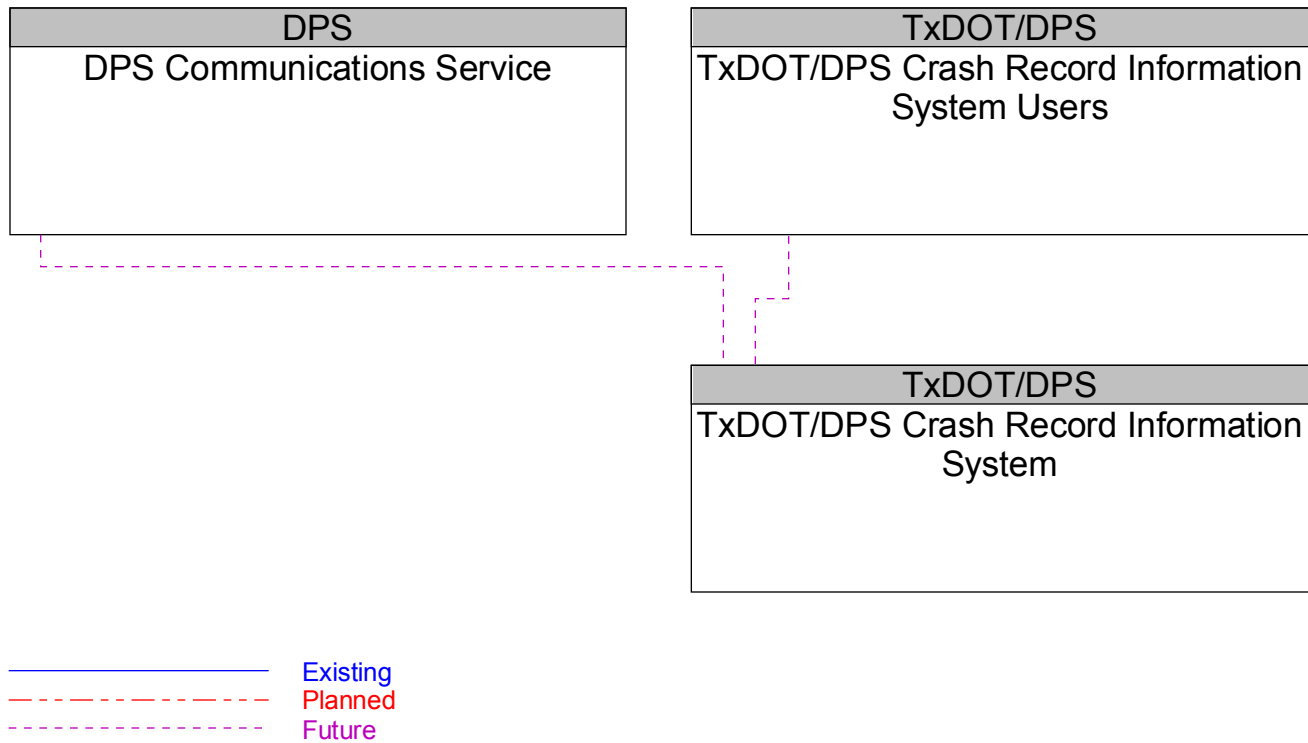 DPS
DPS Communications Service
TxDOT/DPS
TxDOT/DPS Crash Record Information
System Users
TxDOT/DPS
TxDOT/DPS Crash Record Information
System
Existing
Planned
Future